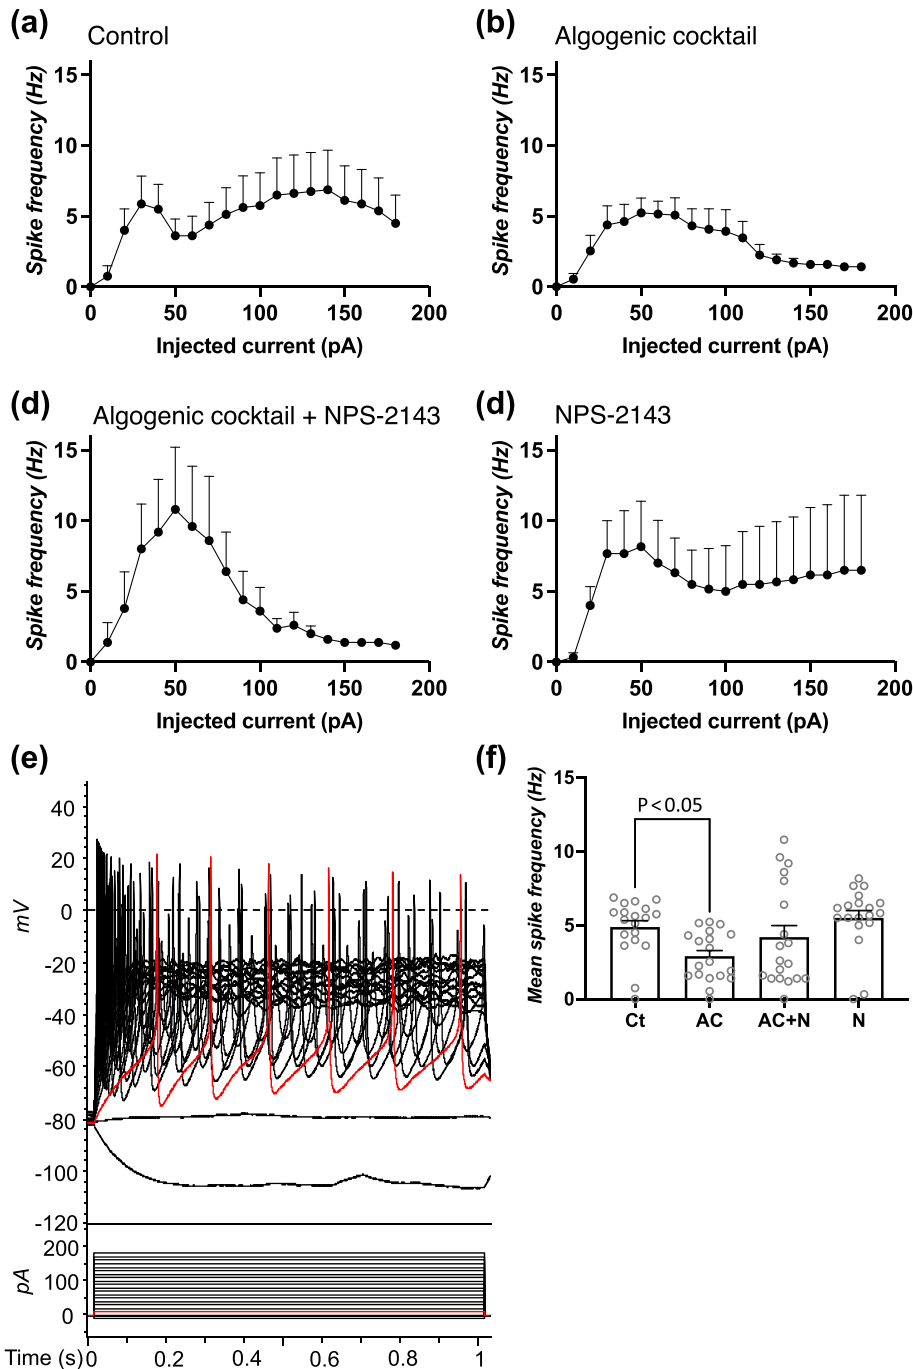 (a)
Control
Spike frequency (Hz)
15
10
5
0
0 50 100 150 200
Injected current (pA)
(b)
Algogenic cocktail
Spike frequency (Hz)
15
10
5
0
0 50 100 150 200
Injected current (pA)
(d)
Algogenic cocktail + NPS-2143
Spike frequency (Hz)
15
10
5
0
0 50 100 150 200
Injected current (pA)
(d)
NPS-2143
Spike frequency (Hz)
15
10
5
0
0 50 100 150 200
Injected current (pA)
(e)
mV
40
20
0
-20
-40
-60
-80
-100
-120
pA
200
100
0
Time (s) 0 0.2 0.4 0.6 0.8 1
(f)
Mean spike frequency (Hz)
15
10
5
0
P < 0.05
Ct AC AC+N N